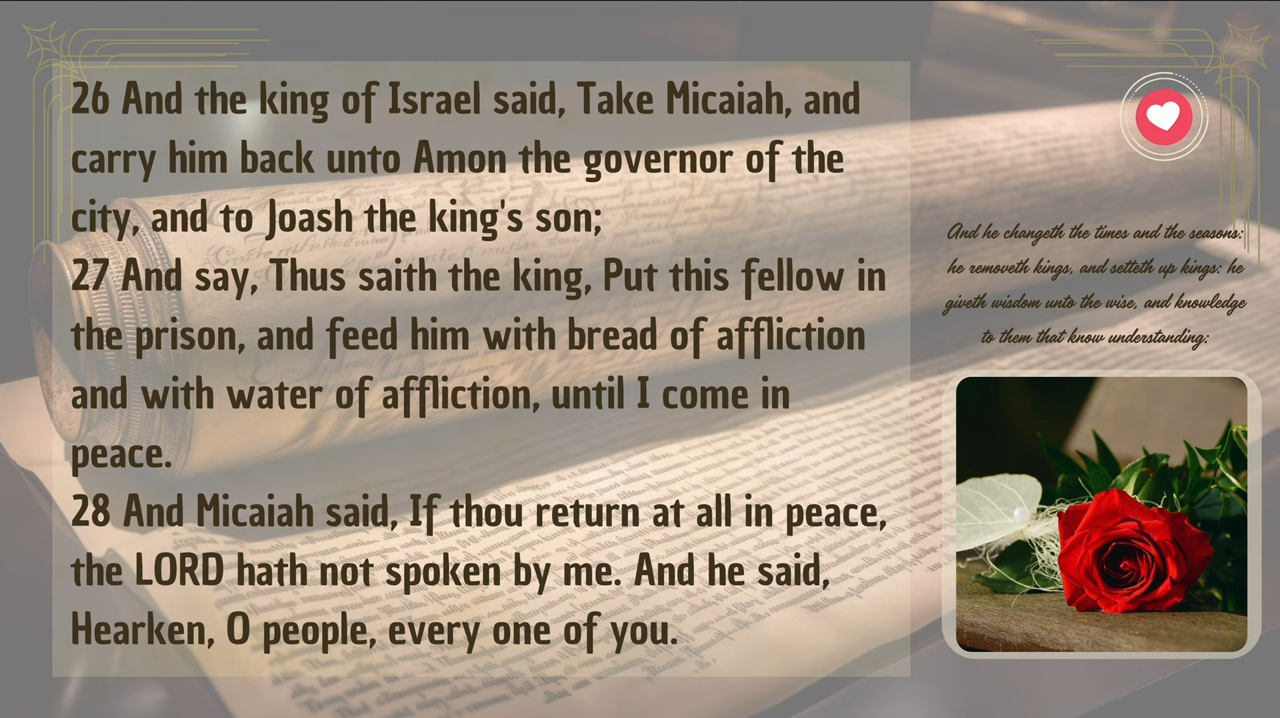 26 And the king of Israel said, Take Micaiah, and
carry him back unto Amon the governor of the
city, and to Joash the king's son;
27 And say, Thus saith the king, Put this fellow in
the prison, and feed him with bread of affliction
and with water of affliction, until I come in
peace.
28 And Micaiah said, If thou return at all in peace,
the LORD hath not spoken by me. And he said,
Hearken, O people, every one of you.
And he changeth the times and the seasons:
he removeth kings, and setteth up kings: he
giveth wisdom unto the wise, and knowledge
to them that know understanding: